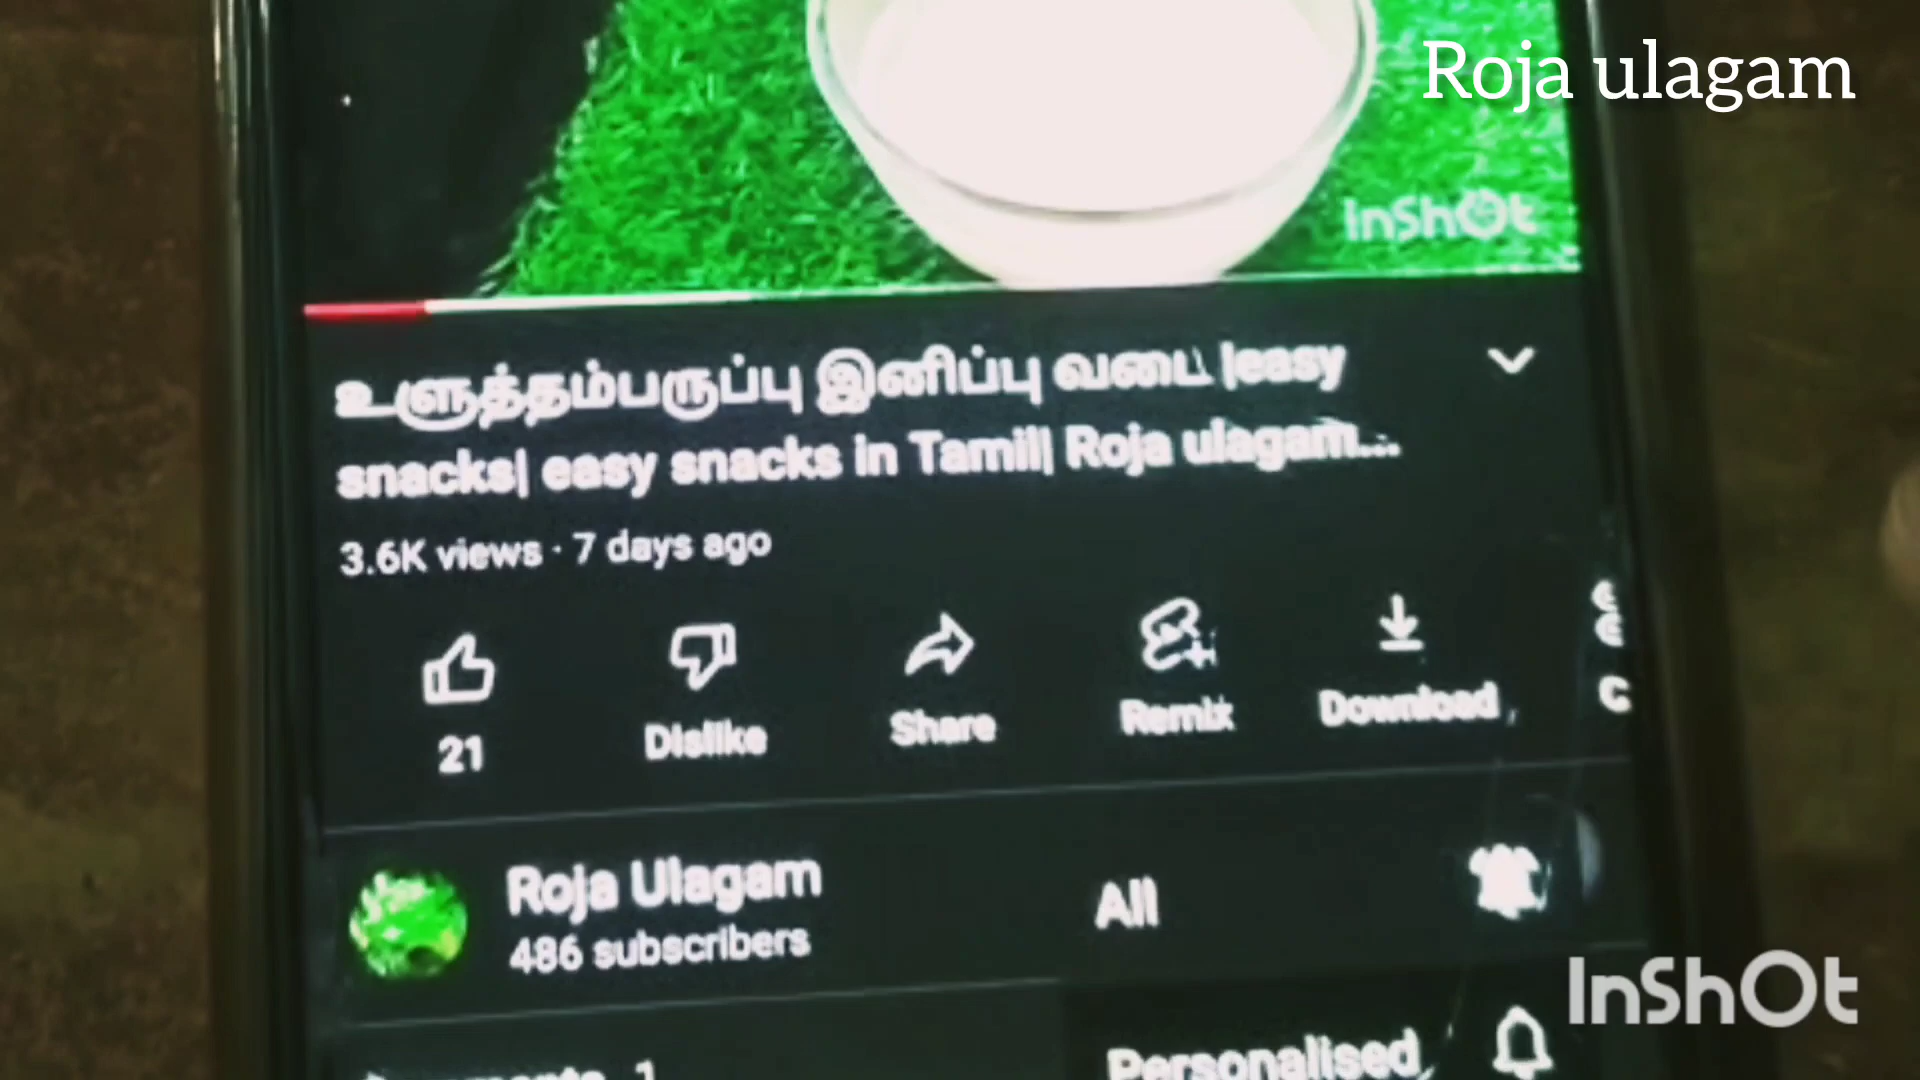 Roja ulagam
InShOt
உளுத்தம்பருப்பு இனிப்பு வடை |easy
snacks| easy snacks in Tamil| Roja ulagam...
3.6K views · 7 days ago
21
Dislike
Share
Remix
Download
C
Roja Ulagam
486 subscribers
All
InShOt
Personalised
1